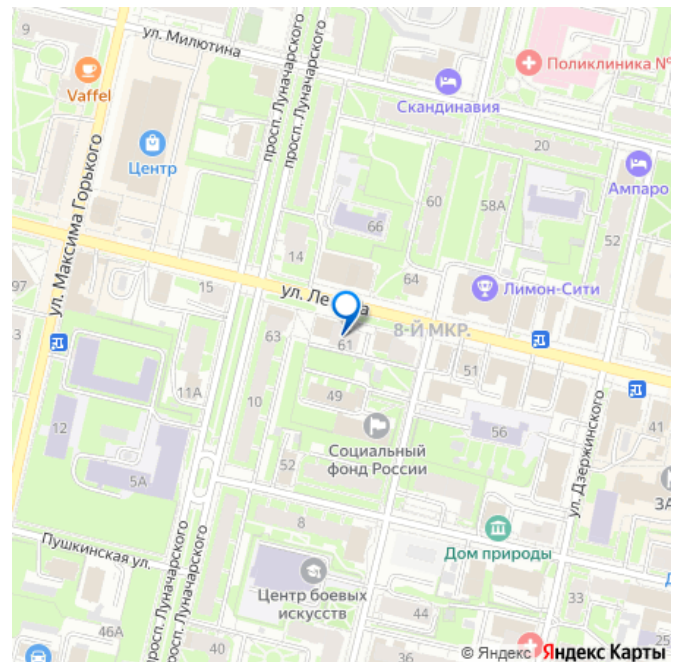 9
ул. Милютина
Поликлиника №
Vaffel
просп. Луначарского
просп. Луначарского
Скандинавия
Центр
20
Ампаро
ул. Максима Горького
60
58А
66
52
14
64
97
15
ул. Ле
а
Лимон-Сити
8-Й МКР.
63
61
51
11А
49
10
12
Социальный
фонд России
56
ул. Дзержинского
41
5А
52
ЗА
8
Дом природы
Пушкинская ул.
просп. Луначарского
просп. Луначарского
Центр боевых
искусств
33
44
46А
40
© Яндекс Яндекс Карты